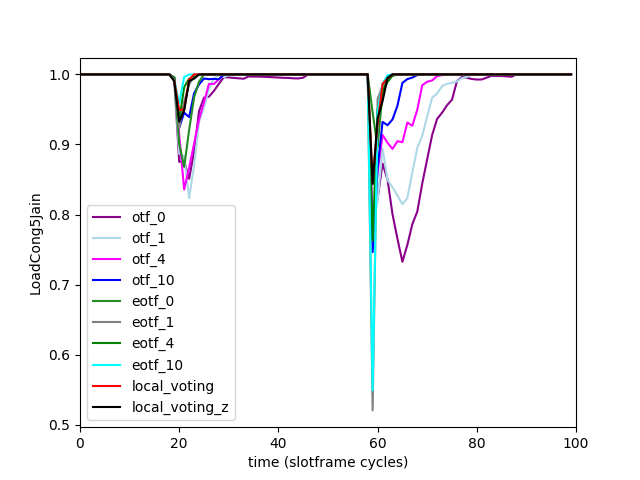 1.0
0.9
0.8
0.7
0.6
0.5
LoadCong5Jain
otf_0
otf_1
otf_4
otf_10
eotf_0
eotf_1
eotf_4
eotf_10
local_voting
local_voting_z
0 20 40 60 80 100
time (slotframe cycles)